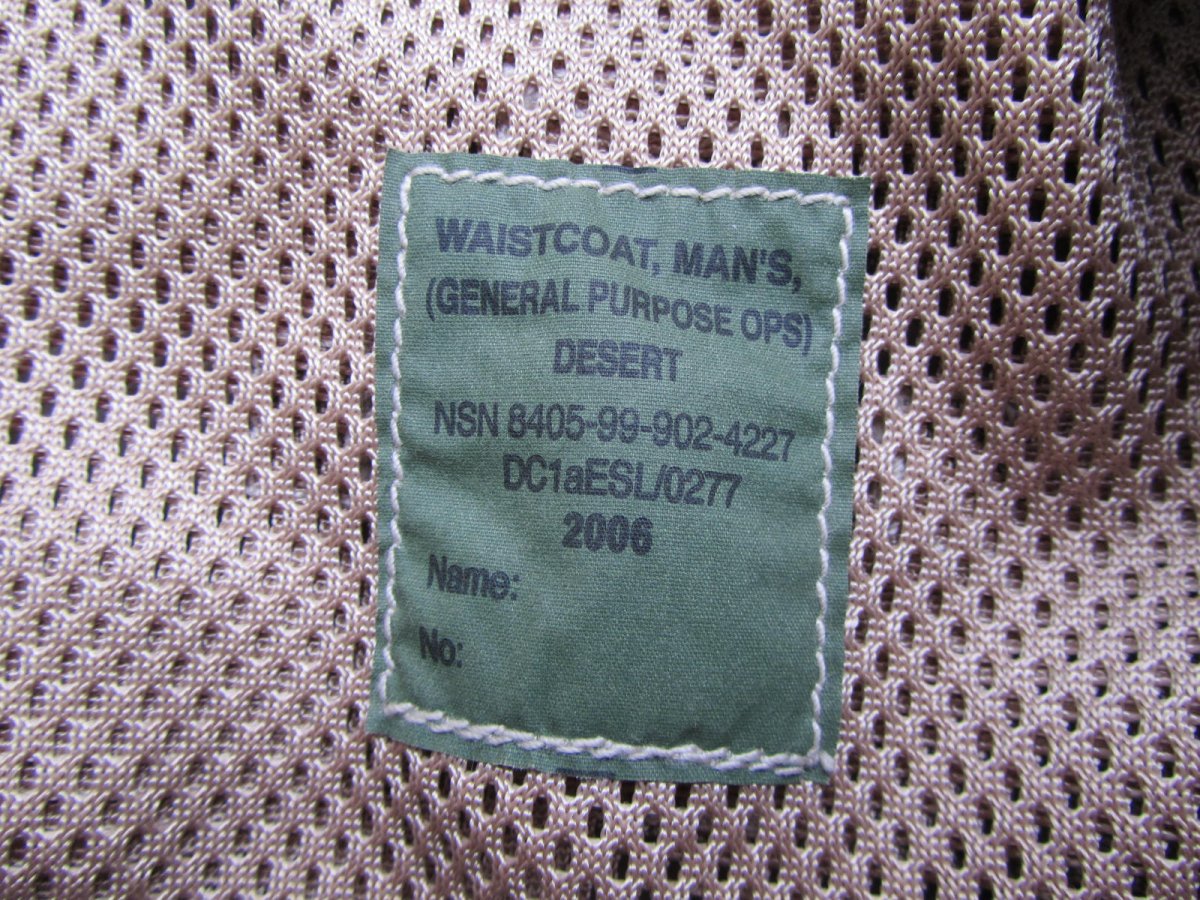 WAISTCOAT, MAN'S,
(GENERAL PURPOSE OPS)
DESERT
NSN 8405-99-902-4227
DC1aESL/0277
2006
Name:
No: